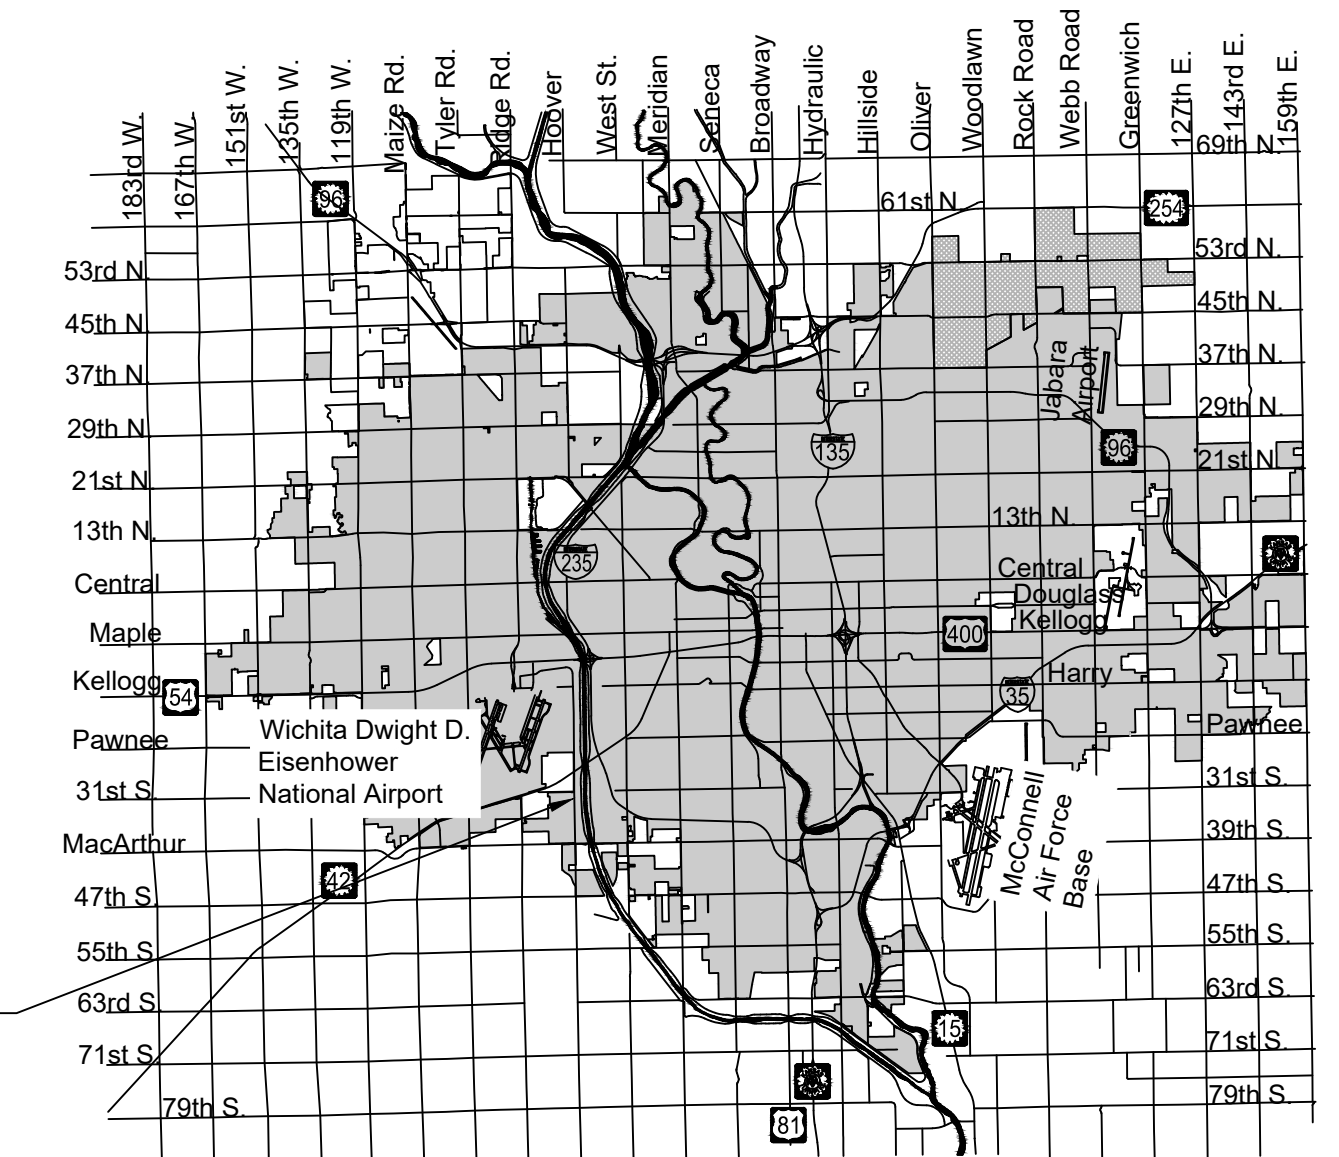 183rd W.
167th W.
151st W.
135th W.
119th W.
Maize Rd.
Tyler Rd.
Ridge Rd.
Hoover
West St.
Meridian
Seneca
Broadway
Hydraulic
Hillside
Oliver
Woodlawn
Rock Road
Webb Road
Greenwich
127th E.
143rd E.
159th E.
69th N.
96
61st N.
254
53rd N.
53rd N.
45th N.
45th N.
37th N.
37th N.
Jabara
Airport
29th N.
29th N.
135
96
21st N.
21st N.
13th N.
13th N.
235
Central
Central
Douglass
Maple
Kellogg
400
Kellogg
54
Harry
35
Wichita Dwight D.
Eisenhower
National Airport
Pawnee
Pawnee
31st S.
31st S.
McConnell
Air Force
Base
MacArthur
39th S.
42
47th S.
47th S.
55th S.
55th S.
63rd S.
63rd S.
15
71st S.
71st S.
79th S.
79th S.
81